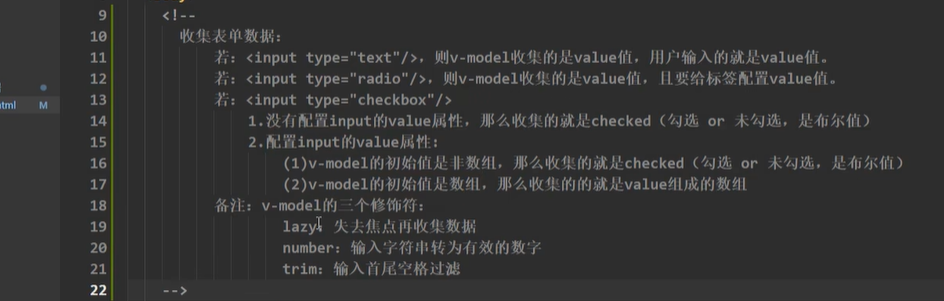 9 <!--
10 收集表单数据:
11 若: <input type="text"/>, 则v-model收集的是value值, 用户输入的就是value值。
12 若: <input type="radio"/>, 则v-model收集的是value值, 且要给标签配置value值。
html M 13 若: <input type="checkbox"/>
14 1.没有配置input的value属性, 那么收集的就是checked (勾选 or 未勾选, 是布尔值)
15 2.配置input的value属性:
16 (1)v-model的初始值是非数组, 那么收集的就是checked (勾选 or 未勾选, 是布尔值)
17 (2)v-model的初始值是数组, 那么收集的的就是value组成的数组
18 备注: v-model的三个修饰符:
19 lazy: 失去焦点再收集数据
20 number: 输入字符串转为有效的数字
21 trim: 输入首尾空格过滤
22 -->